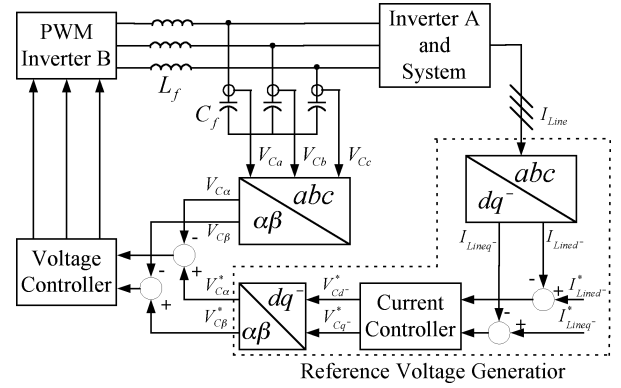 PWM
Inverter B
L_f
C_f
Inverter A
and
System
I_Line
V_Ca
V_Cb
V_Cc
abc
αβ
V_Cα
V_Cβ
abc
dq⁻
I_Lineq⁻
I_Lined⁻
Voltage
Controller
-
-
+
+
V*_Cα
V*_Cβ
dq⁻
αβ
V*_Cd⁻
V*_Cq⁻
Current
Controller
-
+
I*_Lined⁻
-
+
I*_Lineq⁻
Reference Voltage Generatior